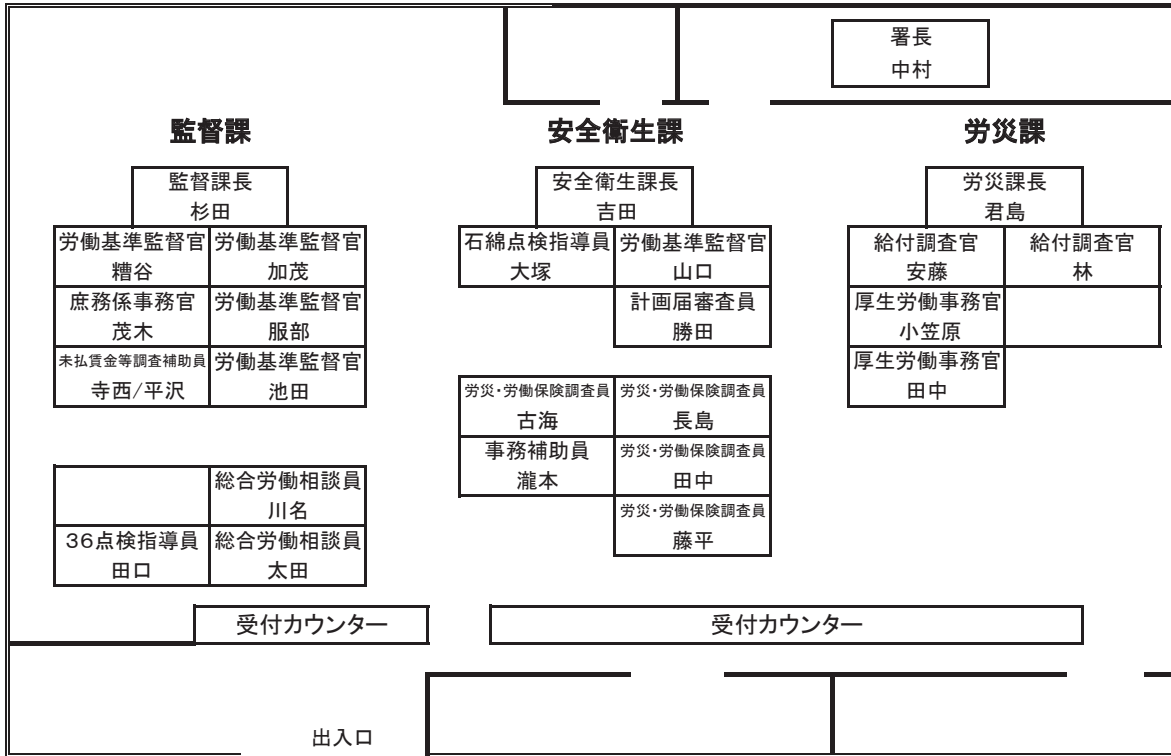 署長
中村
監督課
安全衛生課
労災課
監督課長
杉田
安全衛生課長
吉田
労災課長
君島
労働基準監督官 労働基準監督官
糟谷 加茂
庶務係事務官 労働基準監督官
茂木 服部
未払賃金等調査補助員 労働基準監督官
寺西/平沢 池田
総合労働相談員
川名
36点検指導員 総合労働相談員
田口 太田
石綿点検指導員 労働基準監督官
大塚 山口
計画届審査員
勝田
労災・労働保険調査員 労災・労働保険調査員
古海 長島
事務補助員 労災・労働保険調査員
瀧本 田中
労災・労働保険調査員
藤平
給付調査官 給付調査官
安藤 林
厚生労働事務官
小笠原
厚生労働事務官
田中
受付カウンター
受付カウンター
出入口